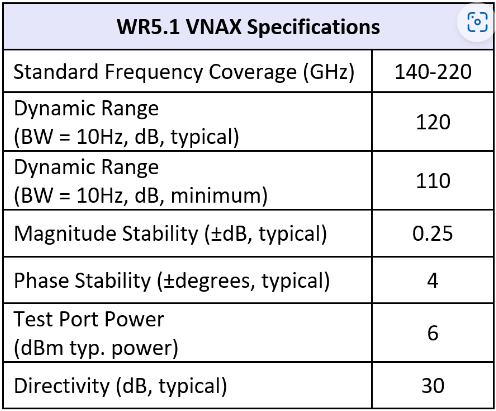 WR5.1 VNAX Specifications
Standard Frequency Coverage (GHz) 140-220
Dynamic Range
(BW = 10Hz, dB, typical) 120
Dynamic Range
(BW = 10Hz, dB, minimum) 110
Magnitude Stability (±dB, typical) 0.25
Phase Stability (±degrees, typical) 4
Test Port Power
(dBm typ. power) 6
Directivity (dB, typical) 30